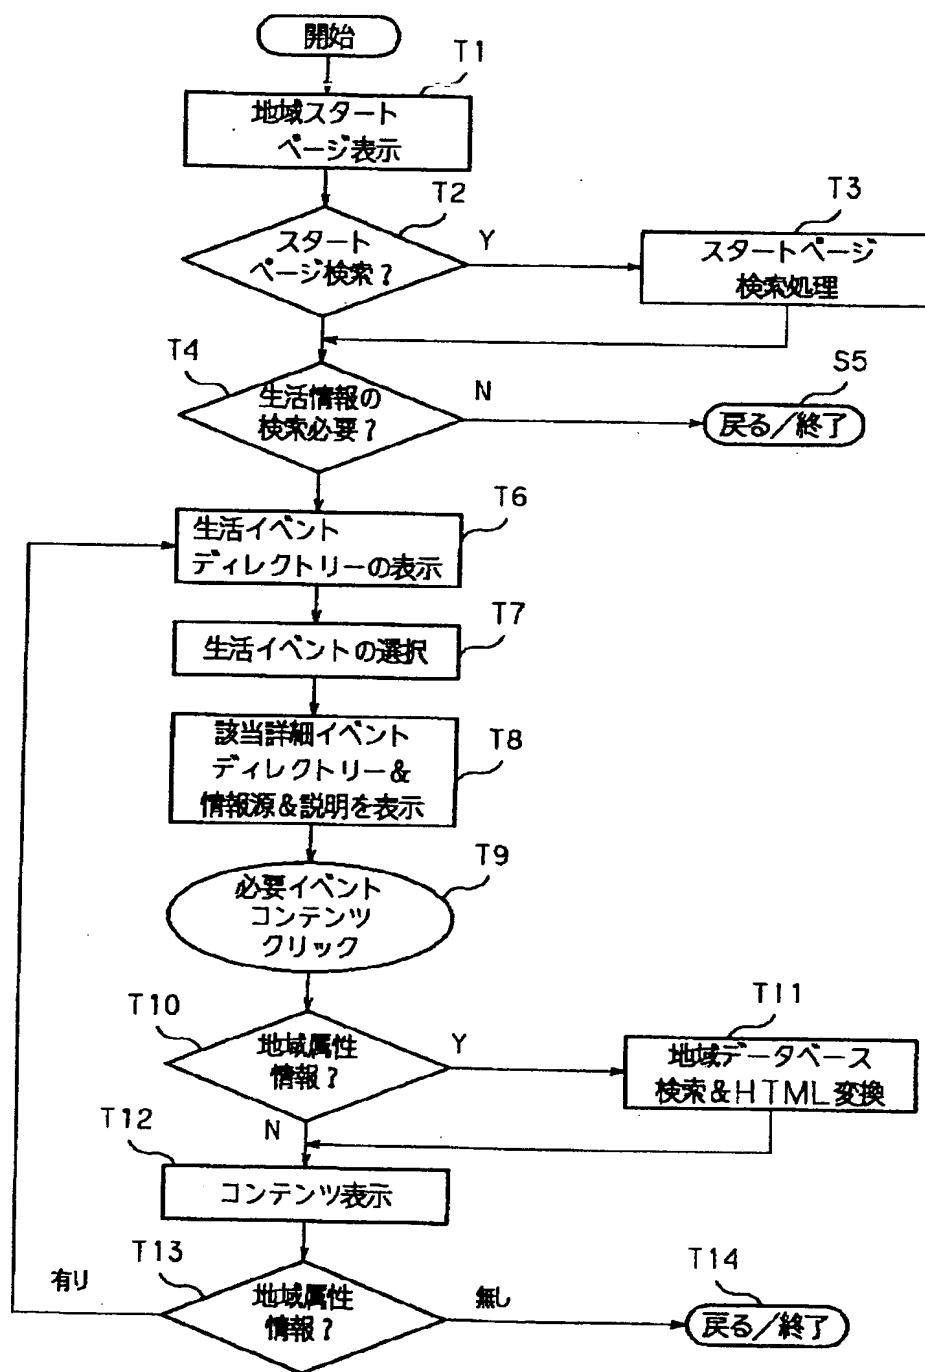 開始
T1
地域スタート
ページ表示
T2
スタート
ページ検索？
Y
T3
スタートページ
検索処理
T4
生活情報の
検索必要？
N
S5
戻る／終了
T6
生活イベント
ディレクトリーの表示
T7
生活イベントの選択
T8
該当詳細イベント
ディレクトリー＆
情報源＆説明を表示
T9
必要イベント
コンテンツ
クリック
T10
地域属性
情報？
Y
T11
地域データベース
検索＆HTML変換
N
T12
コンテンツ表示
T13
有り
地域属性
情報？
無し
T14
戻る／終了